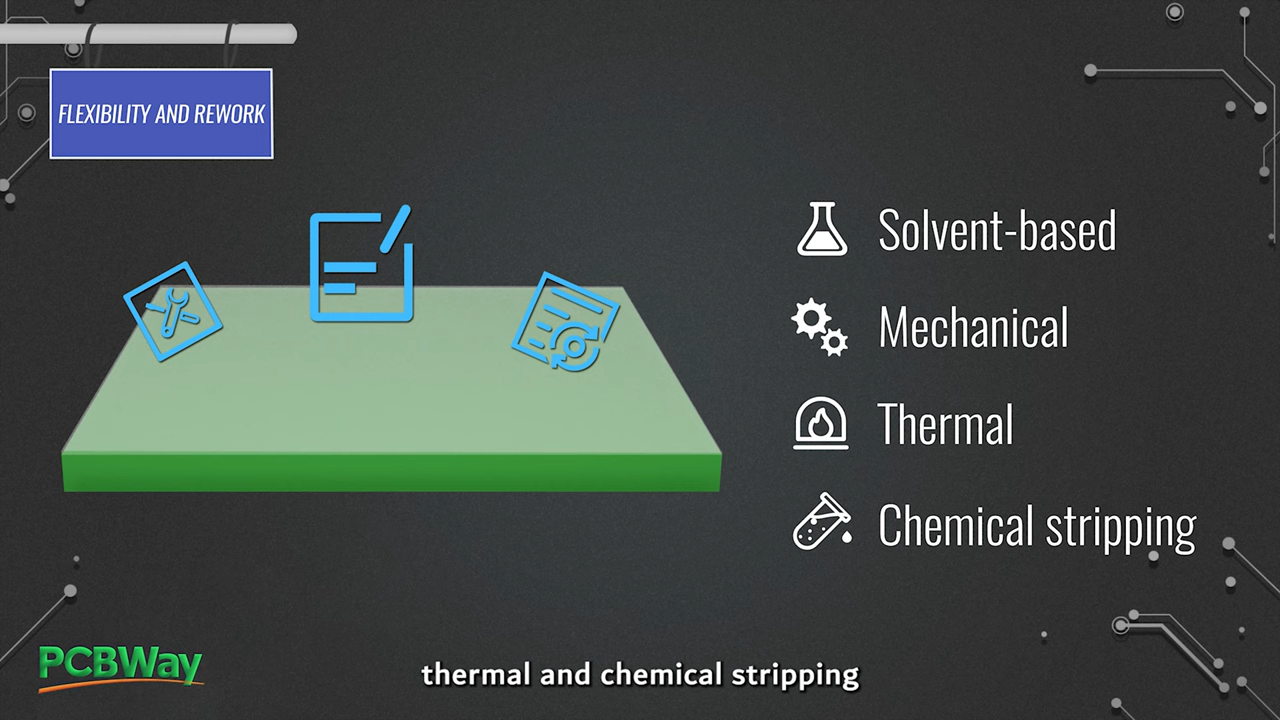 FLEXIBILITY AND REWORK
Solvent-based
Mechanical
Thermal
Chemical stripping
PCBWay
thermal and chemical stripping